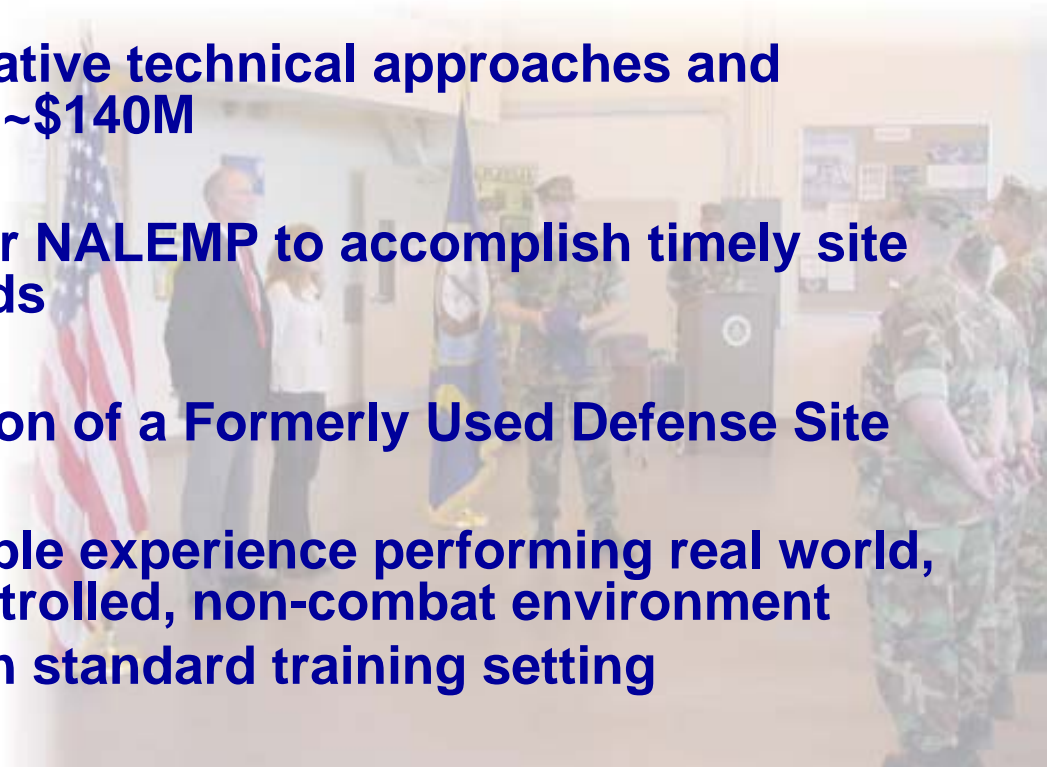 ative technical approaches and
~$140M
r NALEMP to accomplish timely site
ds
on of a Formerly Used Defense Site
ble experience performing real world,
trolled, non-combat environment
n standard training setting